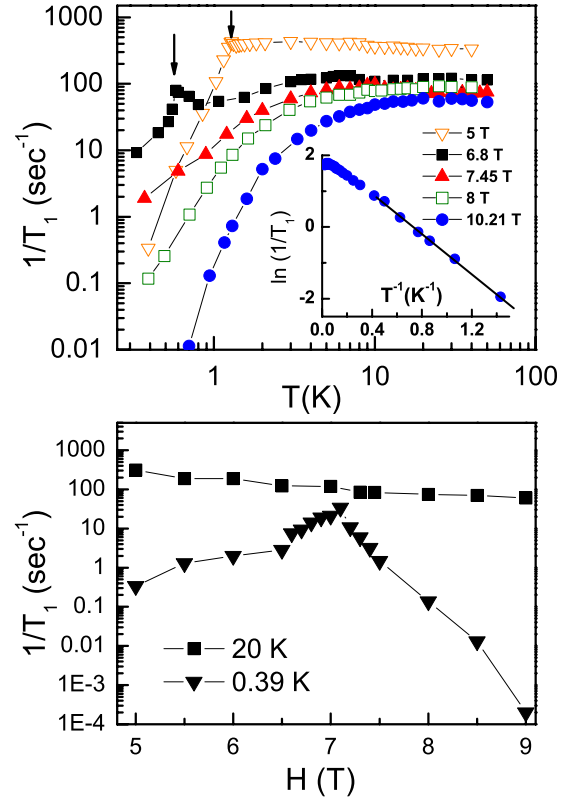 1000
100
10
1
0.1
0.01
1/T1 (sec-1)
5 T
6.8 T
7.45 T
8 T
10.21 T
2
0
-2
ln (1/T1)
T-1(K-1)
0.0
0.4
0.8
1.2
1
10
100
T(K)
1000
100
10
1
0.1
0.01
1E-3
1E-4
1/T1 (sec-1)
20 K
0.39 K
5
6
7
8
9
H (T)